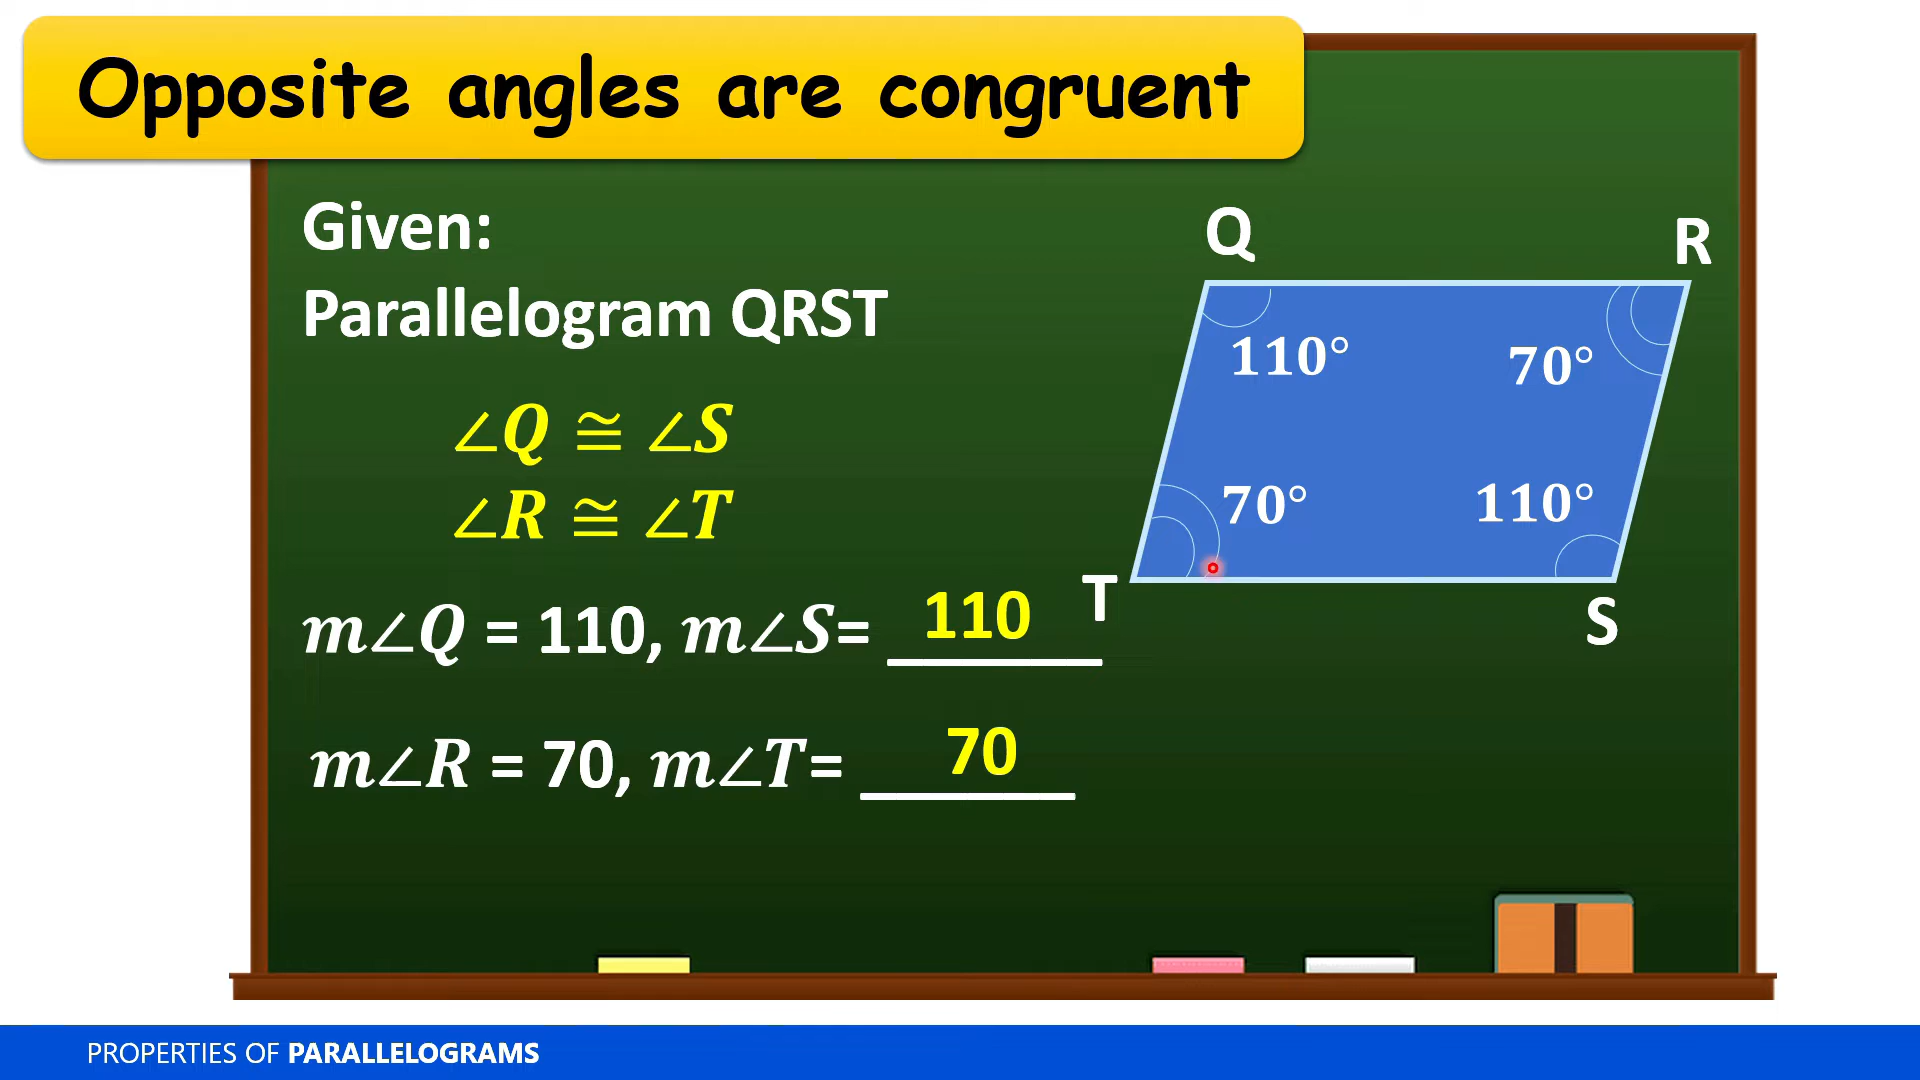 Opposite angles are congruent
Given:
Parallelogram QRST
∠Q ≅ ∠S
∠R ≅ ∠T
m∠Q = 110, m∠S= 110
m∠R = 70, m∠T= 70
Q
R
110°
70°
70°
110°
T
S
PROPERTIES OF PARALLELOGRAMS